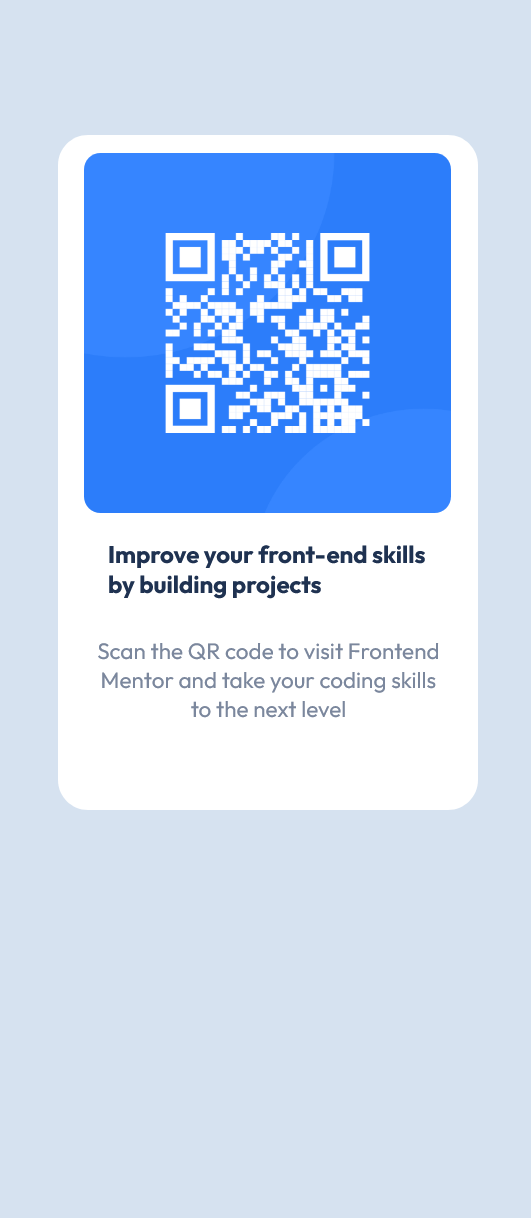 Improve your front-end skills
by building projects
Scan the QR code to visit Frontend
Mentor and take your coding skills
to the next level